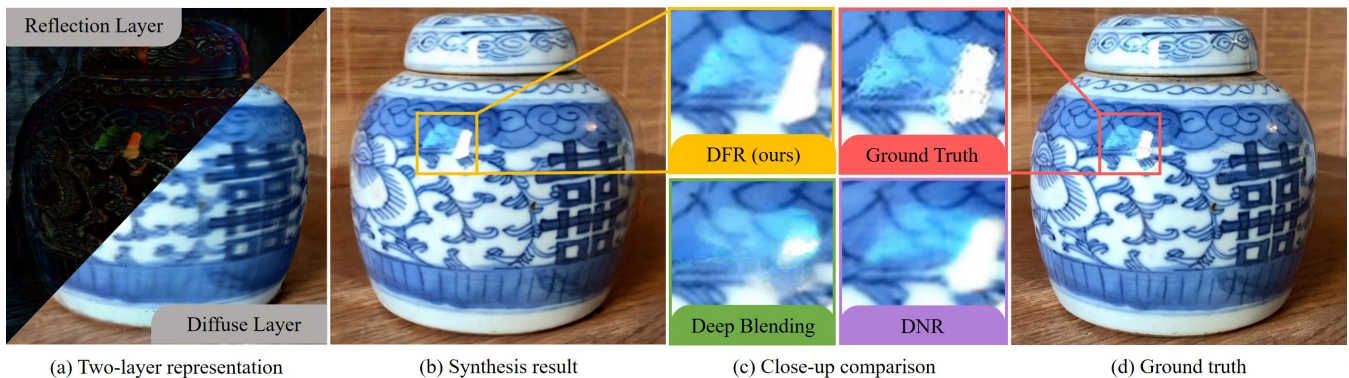 Reflection Layer
Diffuse Layer
DFR (ours)
Ground Truth
Deep Blending
DNR
(a) Two-layer representation
(b) Synthesis result
(c) Close-up comparison
(d) Ground truth